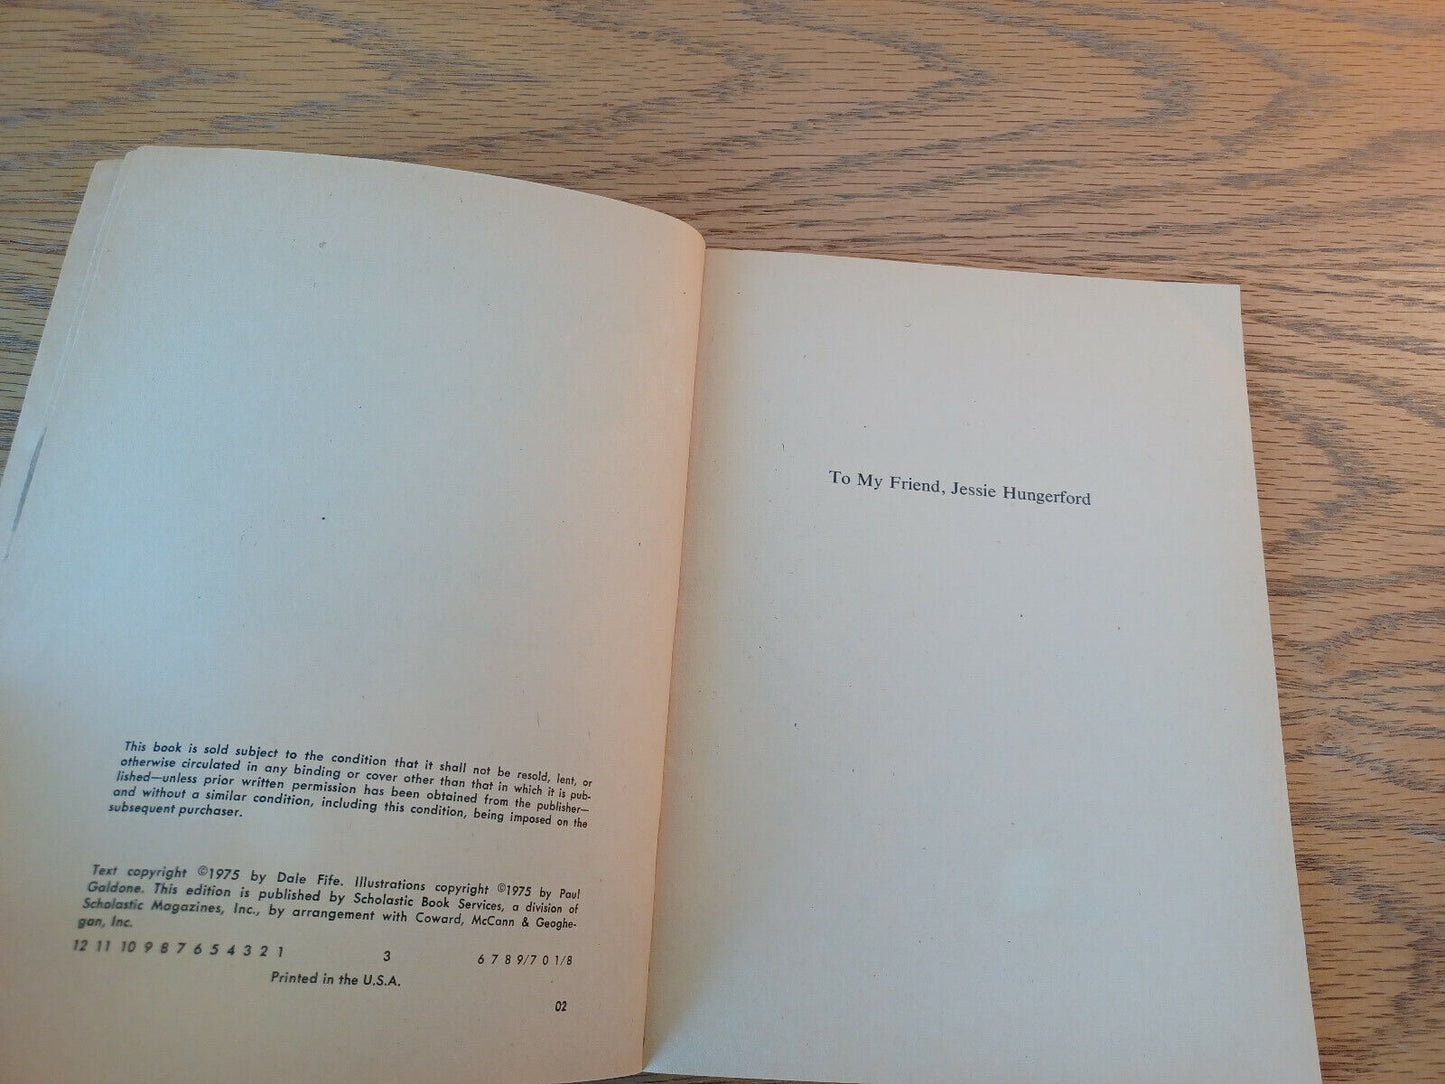 This book is sold subject to the condition that it shall not be resold, lent, or
otherwise circulated in any binding or cover other than that in which it is pub-
lished—unless prior written permission has been obtained from the publisher—
and without a similar condition, including this condition, being imposed on the
subsequent purchaser.
Text copyright ©1975 by Dale Fife. Illustrations copyright ©1975 by Paul
Galdone. This edition is published by Scholastic Book Services, a division of
Scholastic Magazines, Inc., by arrangement with Coward, McCann & Geoghe-
gan, Inc.
12 11 10 9 8 7 6 5 4 3 2 1 3 6 7 8 9/7 0 1/8
Printed in the U.S.A.
02
To My Friend, Jessie Hungerford